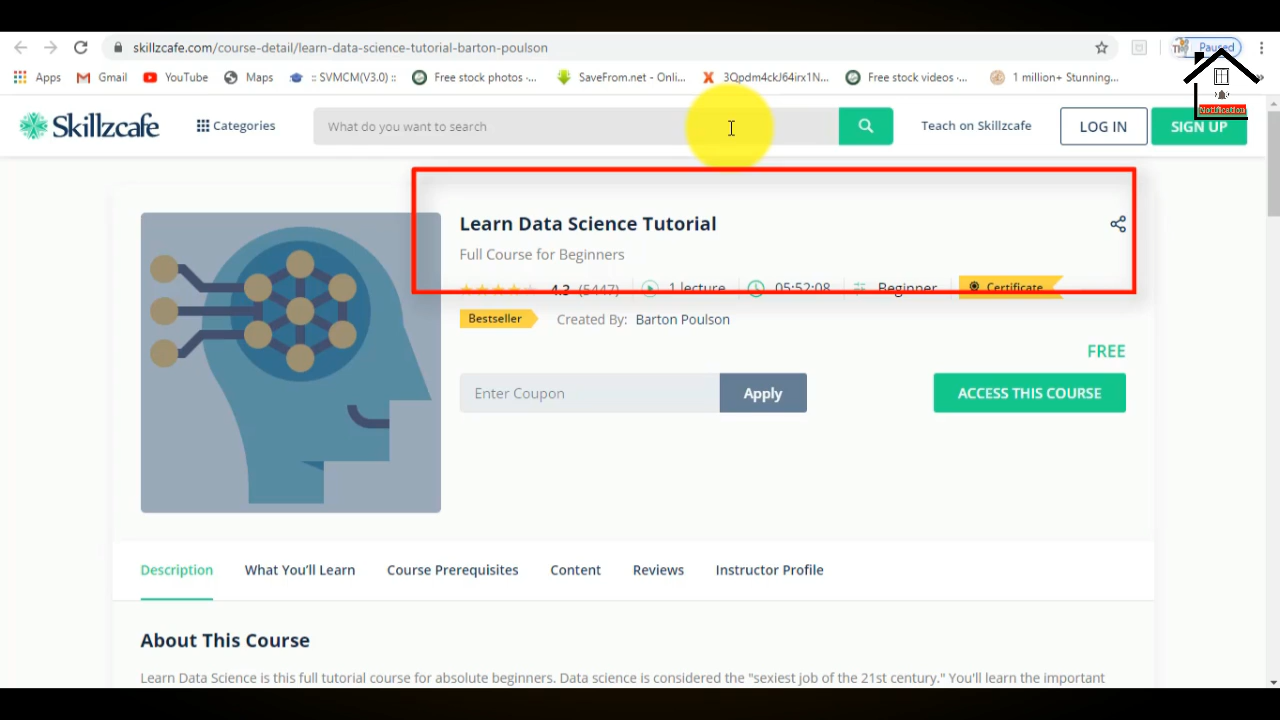 skillzcafe.com/course-detail/learn-data-science-tutorial-barton-poulson
Paused
Apps Gmail YouTube Maps :: SVMCM(V3.0) :: Free stock photos ·... SaveFrom.net - Onli... 3Qpdm4ckJ64irx1N... Free stock videos ·... 1 million+ Stunning...
Notification
Skillzcafe Categories What do you want to search Teach on Skillzcafe LOG IN SIGN UP
Learn Data Science Tutorial
Full Course for Beginners
4.3 (5447) 1 lecture 05:52:08 Beginner Certificate
Bestseller Created By: Barton Poulson
FREE
Enter Coupon Apply ACCESS THIS COURSE
Description What You'll Learn Course Prerequisites Content Reviews Instructor Profile
About This Course
Learn Data Science is this full tutorial course for absolute beginners. Data science is considered the "sexiest job of the 21st century." You'll learn the important